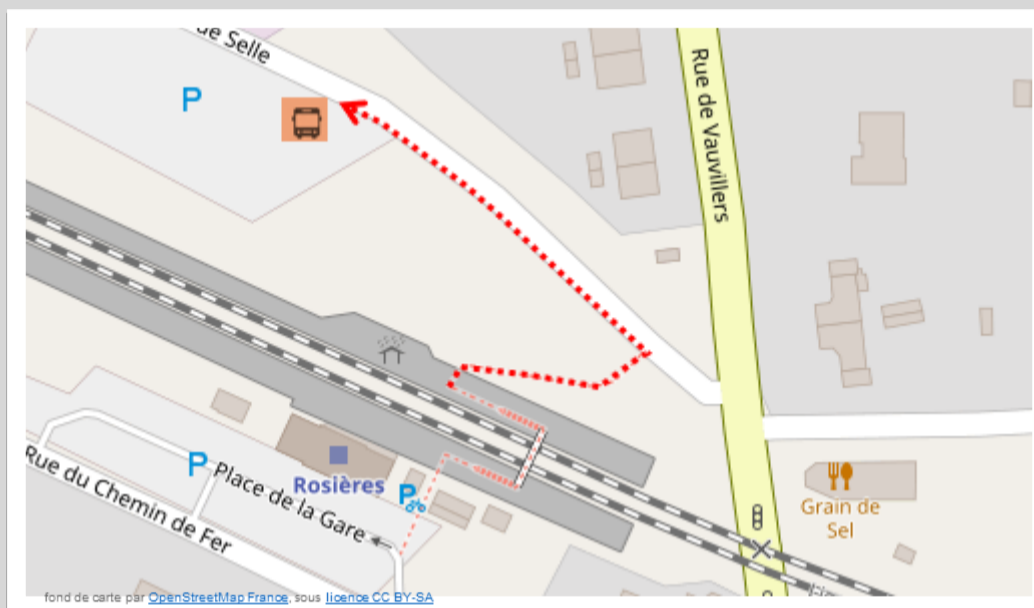 de Selle
P
Rue de Vauvillers
P
Place de la Gare
Rosières
P
Rue du Chemin de Fer
Grain de
Sel
fond de carte par OpenStreetMap France, sous licence CC BY-SA